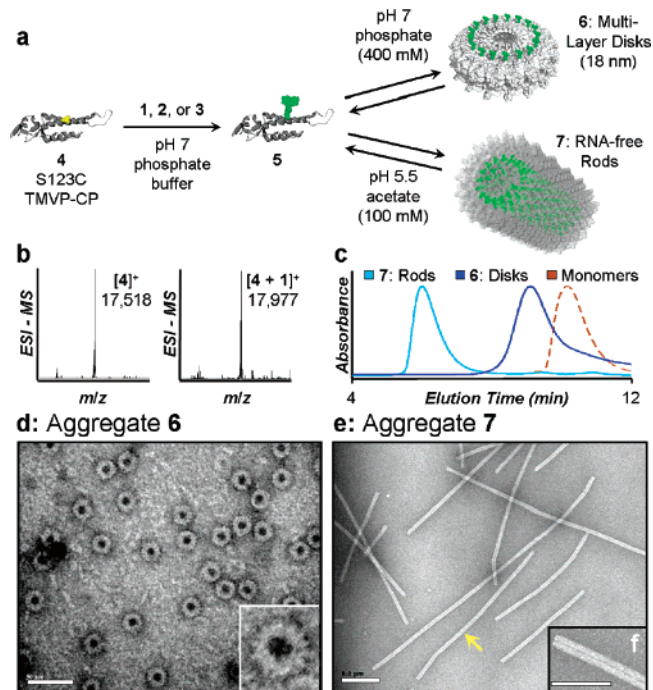 a
4
S123C
TMVP-CP
1, 2, or 3
pH 7
phosphate
buffer
5
pH 7
phosphate
(400 mM)
pH 5.5
acetate
(100 mM)
6: Multi-
Layer Disks
(18 nm)
7: RNA-free
Rods
b
ESI - MS
[4]+
17,518
m/z
ESI - MS
[4 + 1]+
17,977
m/z
c
7: Rods 6: Disks Monomers
Absorbance
4 Elution Time (min) 12
d: Aggregate 6
e: Aggregate 7
f